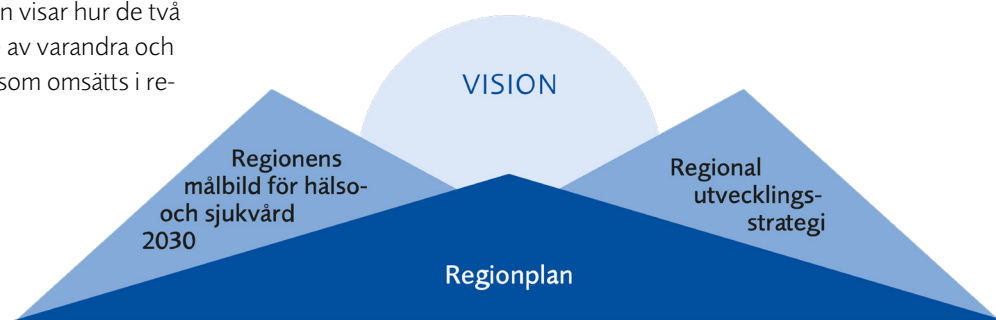 n visar hur de två
av varandra och
som omsätts i re-
VISION
Regionens
målbild för hälso-
och sjukvård
2030
Regional
utvecklings-
strategi
Regionplan